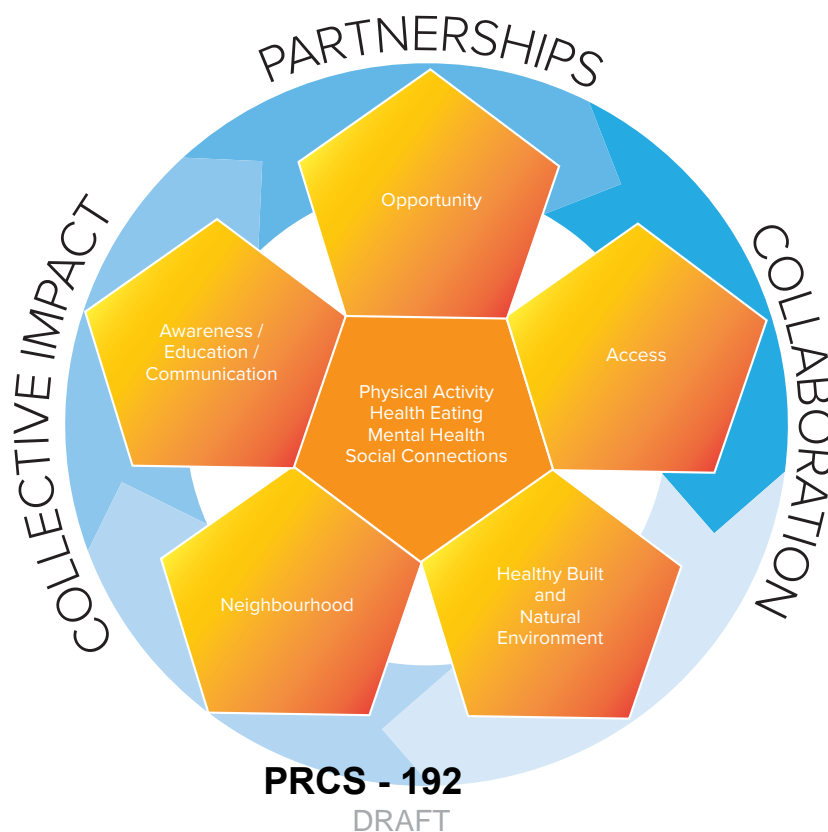 PARTNERSHIPS
COLLABORATION
COLLECTIVE IMPACT
Opportunity
Awareness /
Education /
Communication
Access
Physical Activity
Health Eating
Mental Health
Social Connections
Neighbourhood
Healthy Built
and
Natural
Environment
PRCS - 192
DRAFT